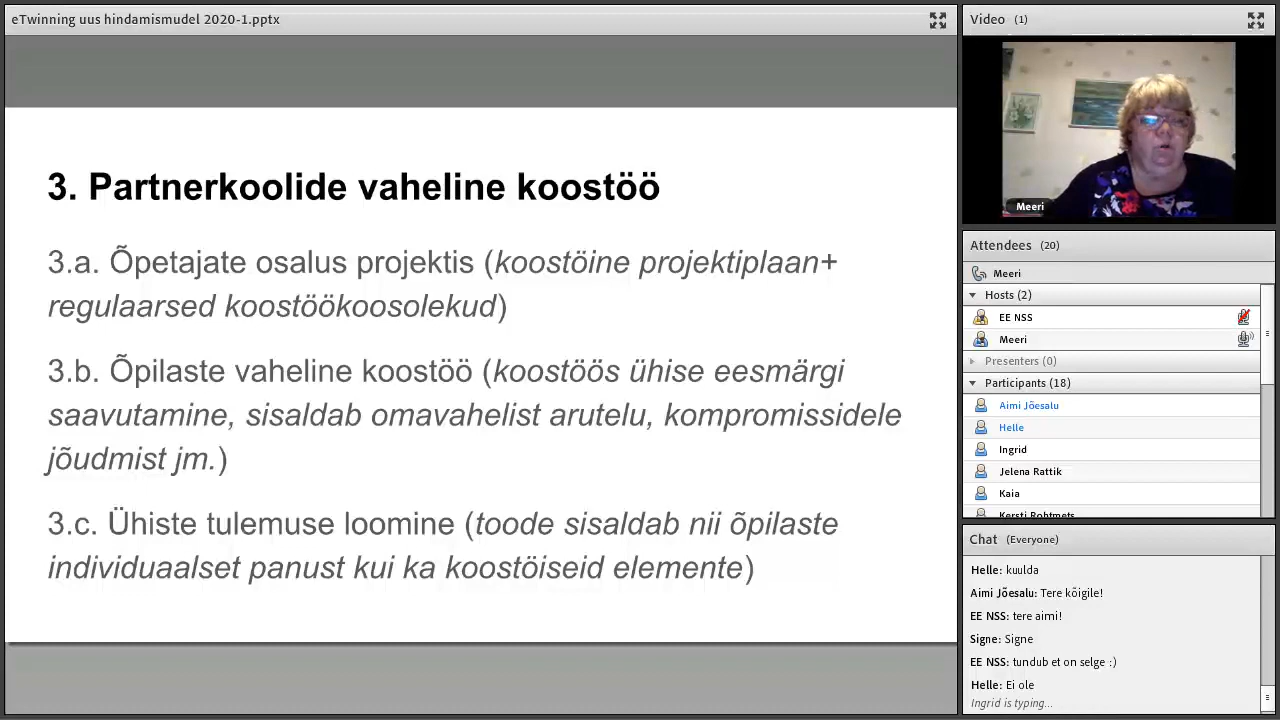 eTwinning uus hindamismudel 2020-1.pptx
3. Partnerkoolide vaheline koostöö
3.a. Õpetajate osalus projektis (koostöine projektiplaan+
regulaarsed koostöökoosolekud)
3.b. Õpilaste vaheline koostöö (koostöös ühise eesmärgi
saavutamine, sisaldab omavahelist arutelu, kompromissidele
jõudmist jm.)
3.c. Ühiste tulemuse loomine (toode sisaldab nii õpilaste
individuaalset panust kui ka koostöiseid elemente)
Video (1)
Meeri
Attendees (20)
Meeri
Hosts (2)
EE NSS
Meeri
Presenters (0)
Participants (18)
Aimi Jõesalu
Helle
Ingrid
Jelena Rattik
Kaia
Kersti Rohtmets
Chat (Everyone)
Helle: kuulda
Aimi Jõesalu: Tere kõigile!
EE NSS: tere aimi!
Signe: Signe
EE NSS: tundub et on selge :)
Helle: Ei ole
Ingrid is typing...